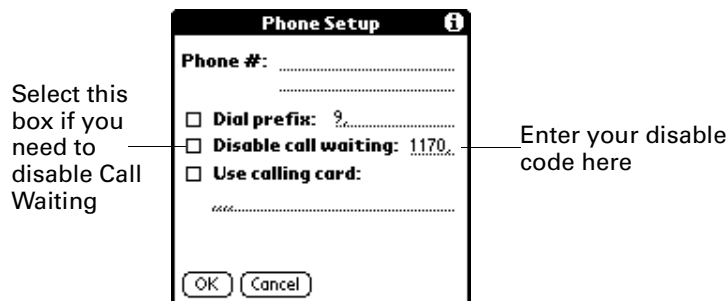 Phone Setup
Phone #:
Select this
box if you
need to
disable Call
Waiting
Dial prefix: 9,
Disable call waiting: 1170,
Use calling card:
,,,,
Enter your disable
code here
OK Cancel